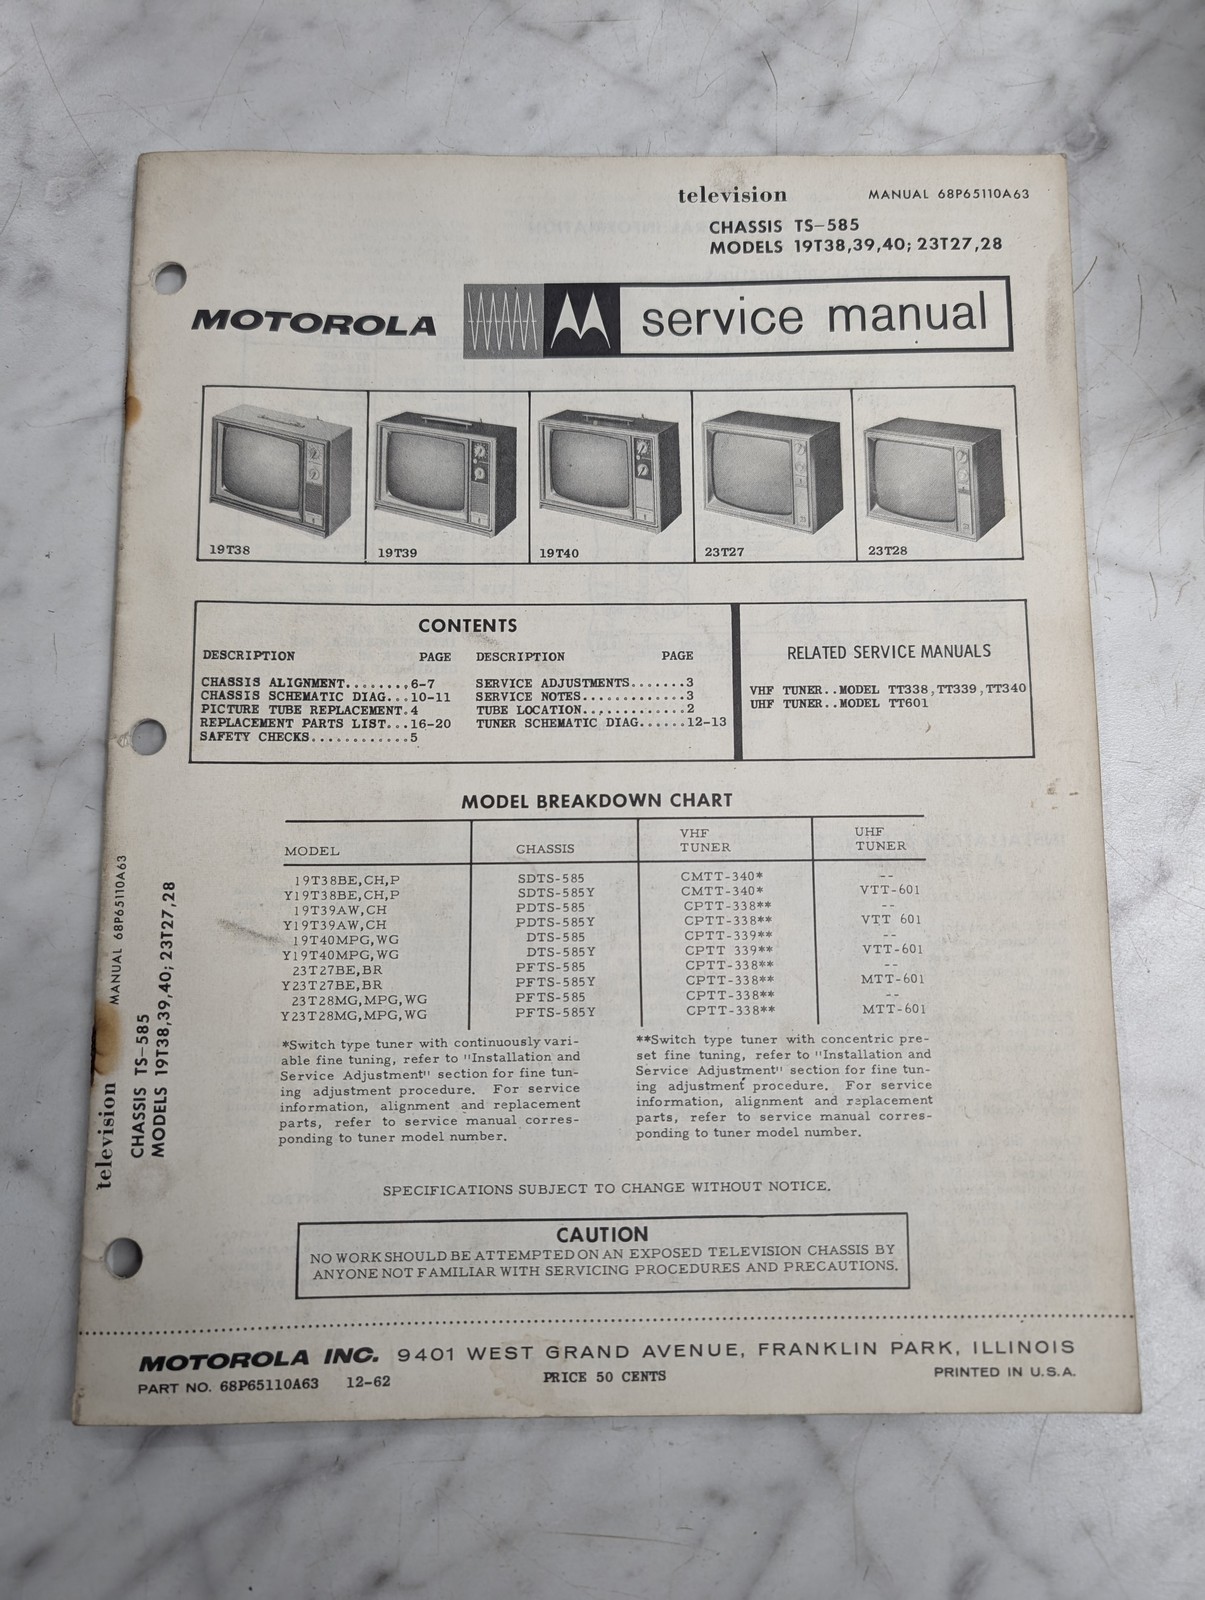 television MANUAL 68P65110A63
CHASSIS TS-585
MODELS 19T38,39,40; 23T27,28
MOTOROLA service manual
19T38 19T39 19T40 23T27 23T28
CONTENTS
DESCRIPTION PAGE DESCRIPTION PAGE
CHASSIS ALIGNMENT........6-7 SERVICE ADJUSTMENTS.......3
CHASSIS SCHEMATIC DIAG...10-11 SERVICE NOTES.............3
PICTURE TUBE REPLACEMENT.4 TUBE LOCATION.............2
REPLACEMENT PARTS LIST...16-20 TUNER SCHEMATIC DIAG......12-13
SAFETY CHECKS............5
RELATED SERVICE MANUALS
VHF TUNER..MODEL TT338,TT339,TT340
UHF TUNER..MODEL TT601
MODEL BREAKDOWN CHART
MODEL CHASSIS VHF TUNER UHF TUNER
19T38BE,CH,P SDTS-585 CMTT-340* --
Y19T38BE,CH,P SDTS-585Y CMTT-340* VTT-601
19T39AW,CH PDTS-585 CPTT-338** --
Y19T39AW,CH PDTS-585Y CPTT-338** VTT 601
19T40MPG,WG DTS-585 CPTT-339** --
Y19T40MPG,WG DTS-585Y CPTT 339** VTT-601
23T27BE,BR PFTS-585 CPTT-338** --
Y23T27BE,BR PFTS-585Y CPTT-338** MTT-601
23T28MG,MPG,WG PFTS-585 CPTT-338** --
Y23T28MG,MPG,WG PFTS-585Y CPTT-338** MTT-601
*Switch type tuner with continuously vari-
able fine tuning, refer to "Installation and
Service Adjustment" section for fine tun-
ing adjustment procedure. For service
information, alignment and replacement
parts, refer to service manual corres-
ponding to tuner model number.
**Switch type tuner with concentric pre-
set fine tuning, refer to "Installation and
Service Adjustment" section for fine tun-
ing adjustment procedure. For service
information, alignment and replacement
parts, refer to service manual corres-
ponding to tuner model number.
SPECIFICATIONS SUBJECT TO CHANGE WITHOUT NOTICE.
CAUTION
NO WORK SHOULD BE ATTEMPTED ON AN EXPOSED TELEVISION CHASSIS BY
ANYONE NOT FAMILIAR WITH SERVICING PROCEDURES AND PRECAUTIONS.
MOTOROLA INC. 9401 WEST GRAND AVENUE, FRANKLIN PARK, ILLINOIS
PART NO. 68P65110A63 12-62 PRICE 50 CENTS PRINTED IN U.S.A.
television MANUAL 68P65110A63
CHASSIS TS-585
MODELS 19T38,39,40; 23T27,28